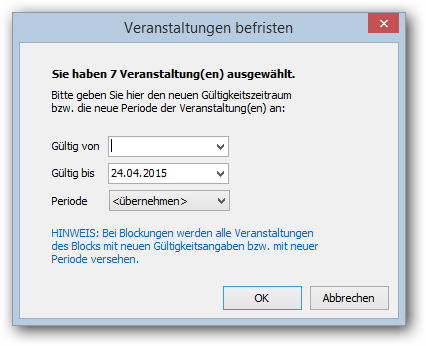 Veranstaltungen befristen
Sie haben 7 Veranstaltung(en) ausgewählt.
Bitte geben Sie hier den neuen Gültigkeitszeitraum
bzw. die neue Periode der Veranstaltung(en) an:
Gültig von
Gültig bis 24.04.2015
Periode <übernehmen>
HINWEIS: Bei Blockungen werden alle Veranstaltungen
des Blocks mit neuen Gültigkeitsangaben bzw. mit neuer
Periode versehen.
OK Abbrechen